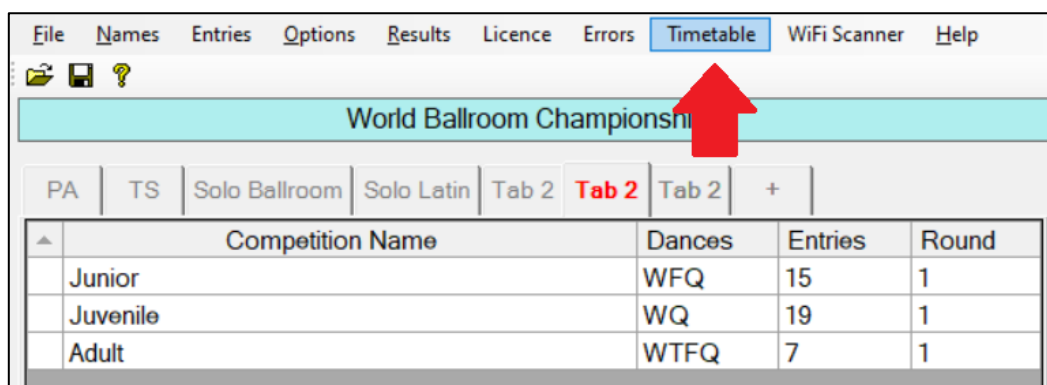 File Names Entries Options Results Licence Errors Timetable WiFi Scanner Help
World Ballroom Championsh
PA TS Solo Ballroom Solo Latin Tab 2 Tab 2 Tab 2 +
Competition Name Dances Entries Round
Junior WFQ 15 1
Juvenile WQ 19 1
Adult WTFQ 7 1